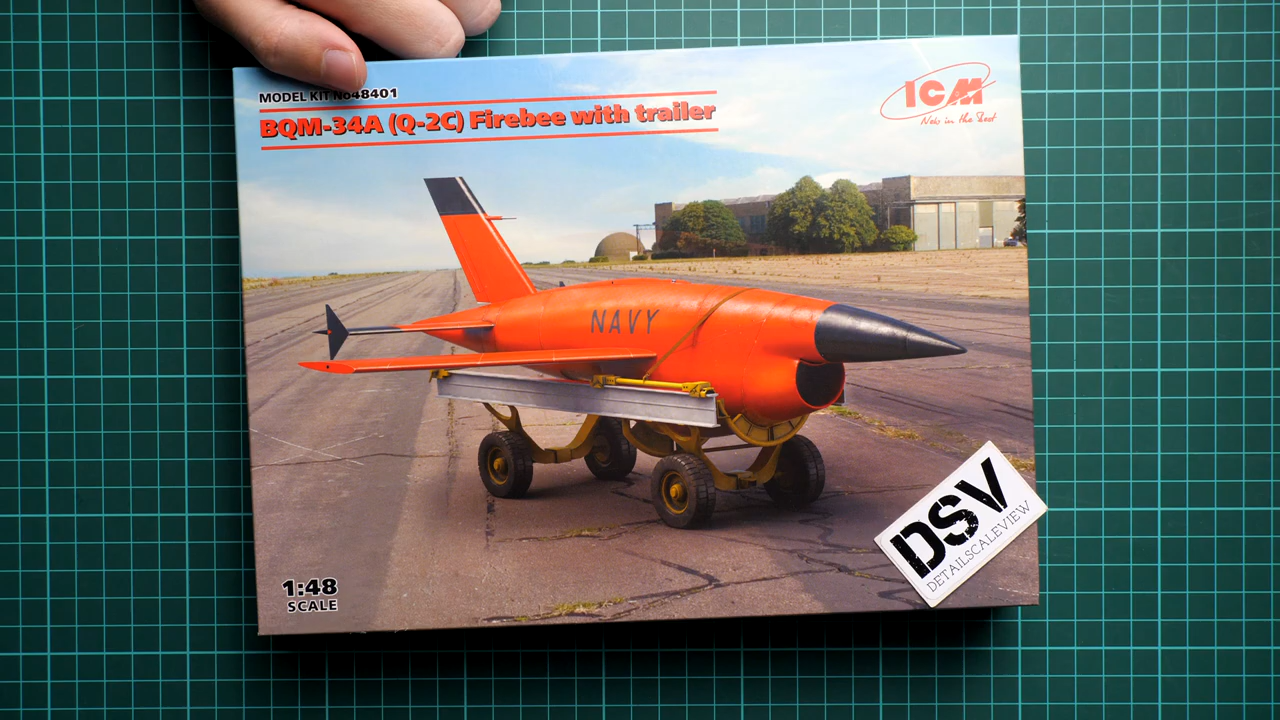 MODEL KIT No48401
BQM-34A (Q-2C) Firebee with trailer
ICM
New in the Best
NAVY
DSV
DETAILSCALEVIEW
1:48
SCALE